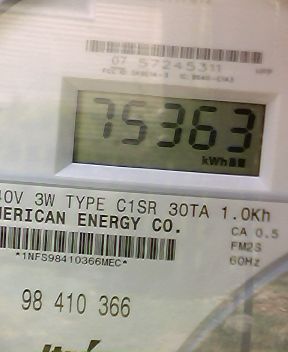 07 57245311
75363
kWh
40V 3W TYPE C1SR 30TA 1.0Kh
MERICAN ENERGY CO.
CA 0.5
FM2S
60Hz
*1NFS98410366MEC*
98 410 366